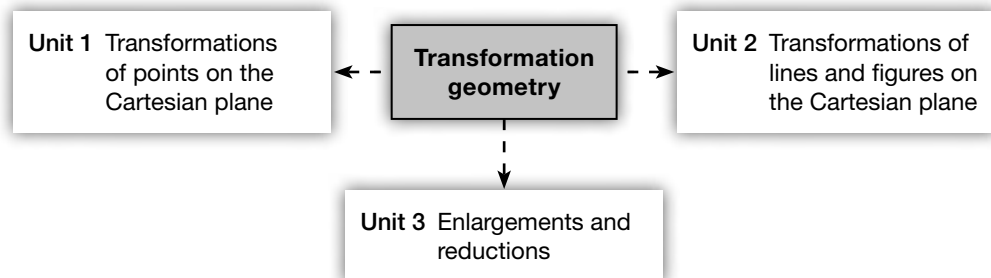 Unit 1 Transformations
of points on the
Cartesian plane
Transformation
geometry
Unit 2 Transformations of
lines and figures on
the Cartesian plane
Unit 3 Enlargements and
reductions